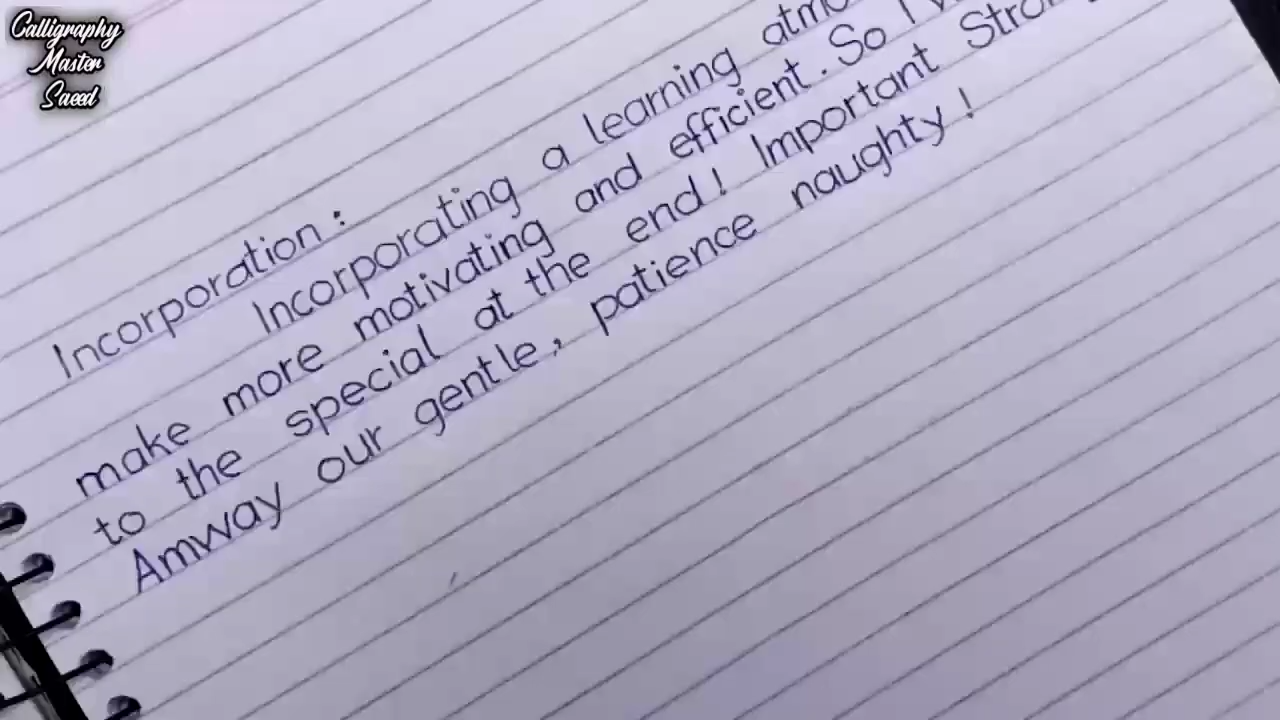 Calligraphy
Master
Saeed
Incorporation :
Incorporating a learning
make more motivating and efficient. So I
to the special at the end! Important
Amway our gentle, patience naughty!